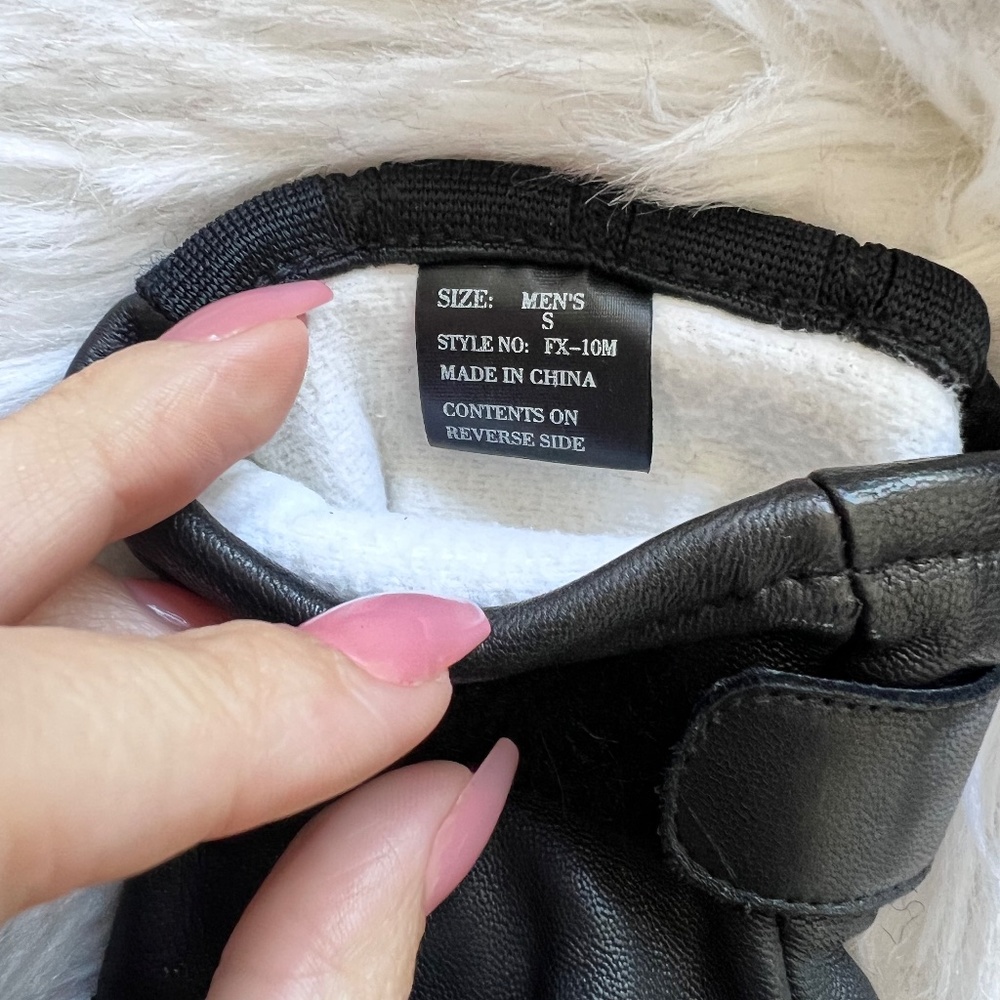 SIZE: MEN'S
S
STYLE NO: FX-10M
MADE IN CHINA
CONTENTS ON
REVERSE SIDE